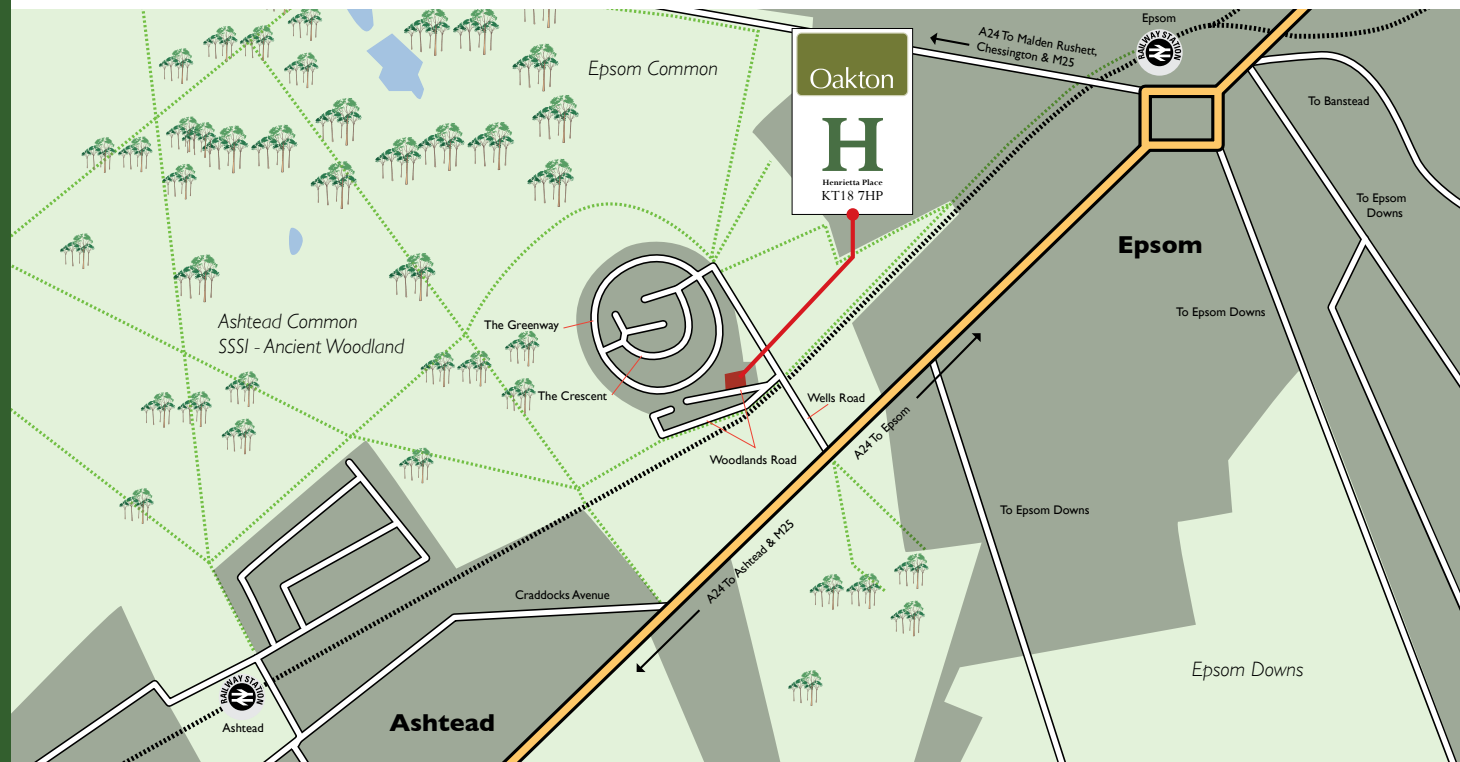 Epsom
RAILWAY STATION
A24 To Malden Rushett,
Chessington & M25
Epsom Common
Oakton
H
Henrietta Place
KT18 7HP
To Banstead
To Epsom
Downs
Epsom
To Epsom Downs
Ashtead Common
SSSI - Ancient Woodland
The Greenway
The Crescent
Wells Road
A24 To Epsom
Woodlands Road
To Epsom Downs
A24 To Ashtead & M25
Craddocks Avenue
Epsom Downs
RAILWAY STATION
Ashtead
Ashtead